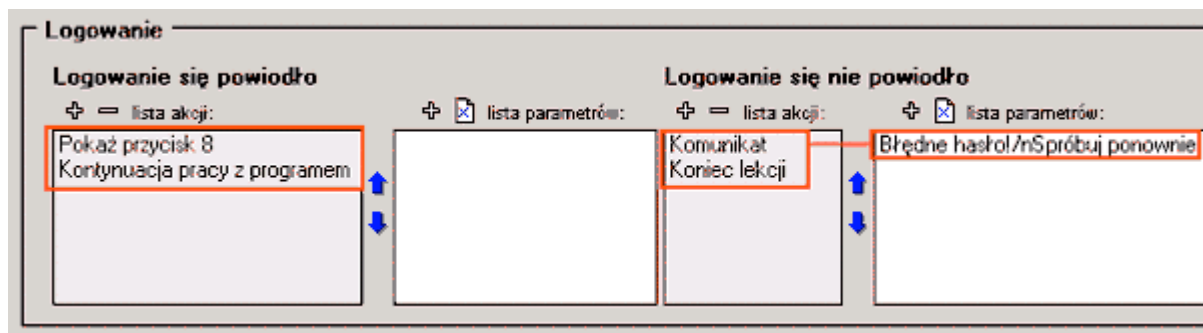 Logowanie
Logowanie się powiodło
Logowanie się nie powiodło
lista akcji:
lista parametrów:
lista akcji:
lista parametrów:
Pokaż przycisk 8
Kontynuacja pracy z programem
Komunikat
Koniec lekcji
Błędne hasło!/nSpróbuj ponownie